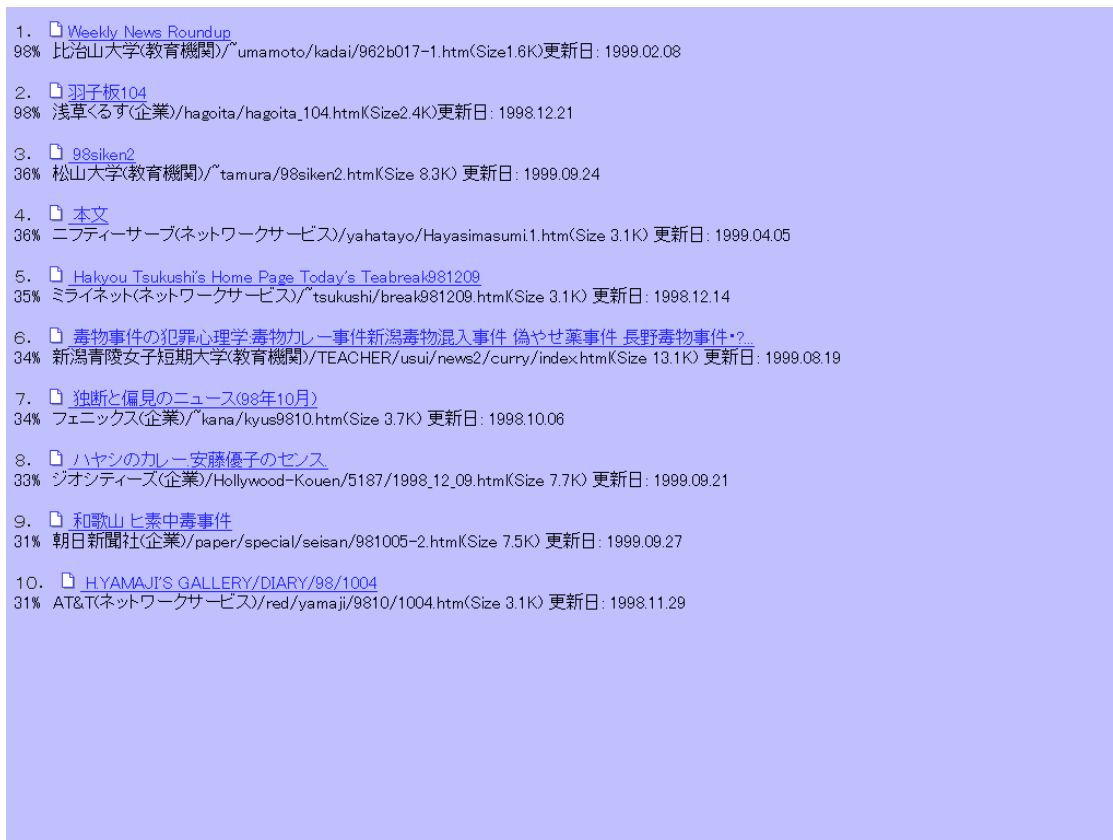 1. Weekly News Roundup
98% 比治山大学(教育機関)/~umamoto/kadai/962b017-1.htm(Size1.6K)更新日: 1999.02.08
2. 羽子板104
98% 浅草くるす(企業)/hagoita/hagoita_104.html(Size2.4K)更新日: 1998.12.21
3. 98siken2
36% 松山大学(教育機関)/~tamura/98siken2.html(Size 8.3K) 更新日: 1999.09.24
4. 本文
36% ニフティーサーブ(ネットワークサービス)/yahatayo/Hayasimasumi.1.htm(Size 3.1K) 更新日: 1999.04.05
5. Hakyou Tsukushi's Home Page Today's Teabreak981209
35% ミライネット(ネットワークサービス)/~tsukushi/break981209.html(Size 3.1K) 更新日: 1998.12.14
6. 毒物事件の犯罪心理学:毒物カレー事件新潟毒物混入事件 偽やせ薬事件 長野毒物事件・?...
34% 新潟青陵女子短期大学(教育機関)/TEACHER/usui/news2/curry/index.html(Size 13.1K) 更新日: 1999.08.19
7. 独断と偏見のニュース(98年10月)
34% フェニックス(企業)/~kana/kyus9810.htm(Size 3.7K) 更新日: 1998.10.06
8. ハヤシのカレー:安藤優子のセンス
33% ジオシティーズ(企業)/Hollywood-Kouen/5187/1998_12_09.html(Size 7.7K) 更新日: 1999.09.21
9. 和歌山 ヒ素中毒事件
31% 朝日新聞社(企業)/paper/special/seisan/981005-2.html(Size 7.5K) 更新日: 1999.09.27
10. H.YAMAJI'S GALLERY/DIARY/98/1004
31% AT&T(ネットワークサービス)/red/yamaji/9810/1004.htm(Size 3.1K) 更新日: 1998.11.29